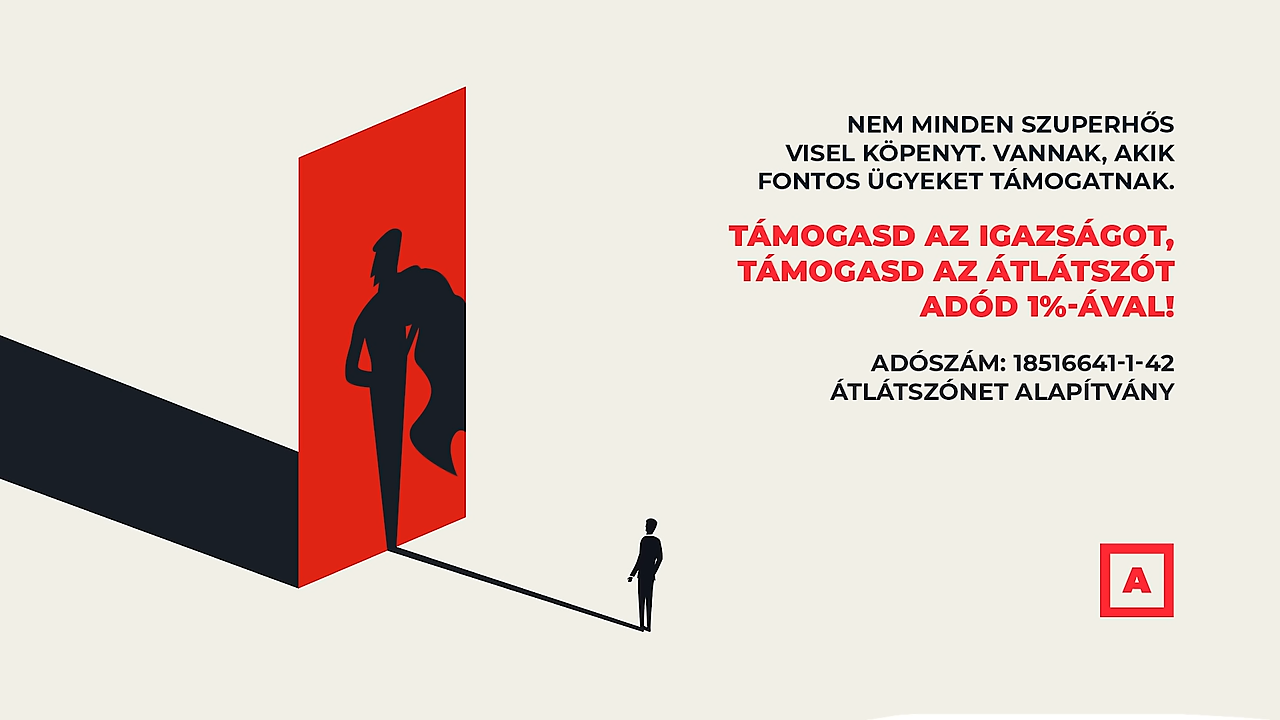 NEM MINDEN SZUPERHŐS
VISEL KÖPENYT. VANNAK, AKIK
FONTOS ÜGYEKET TÁMOGATNAK.
TÁMOGASD AZ IGAZSÁGOT,
TÁMOGASD AZ ÁTLÁTSZÓT
ADÓD 1%-ÁVAL!
ADÓSZÁM: 18516641-1-42
ÁTLÁTSZÓNET ALAPÍTVÁNY
A